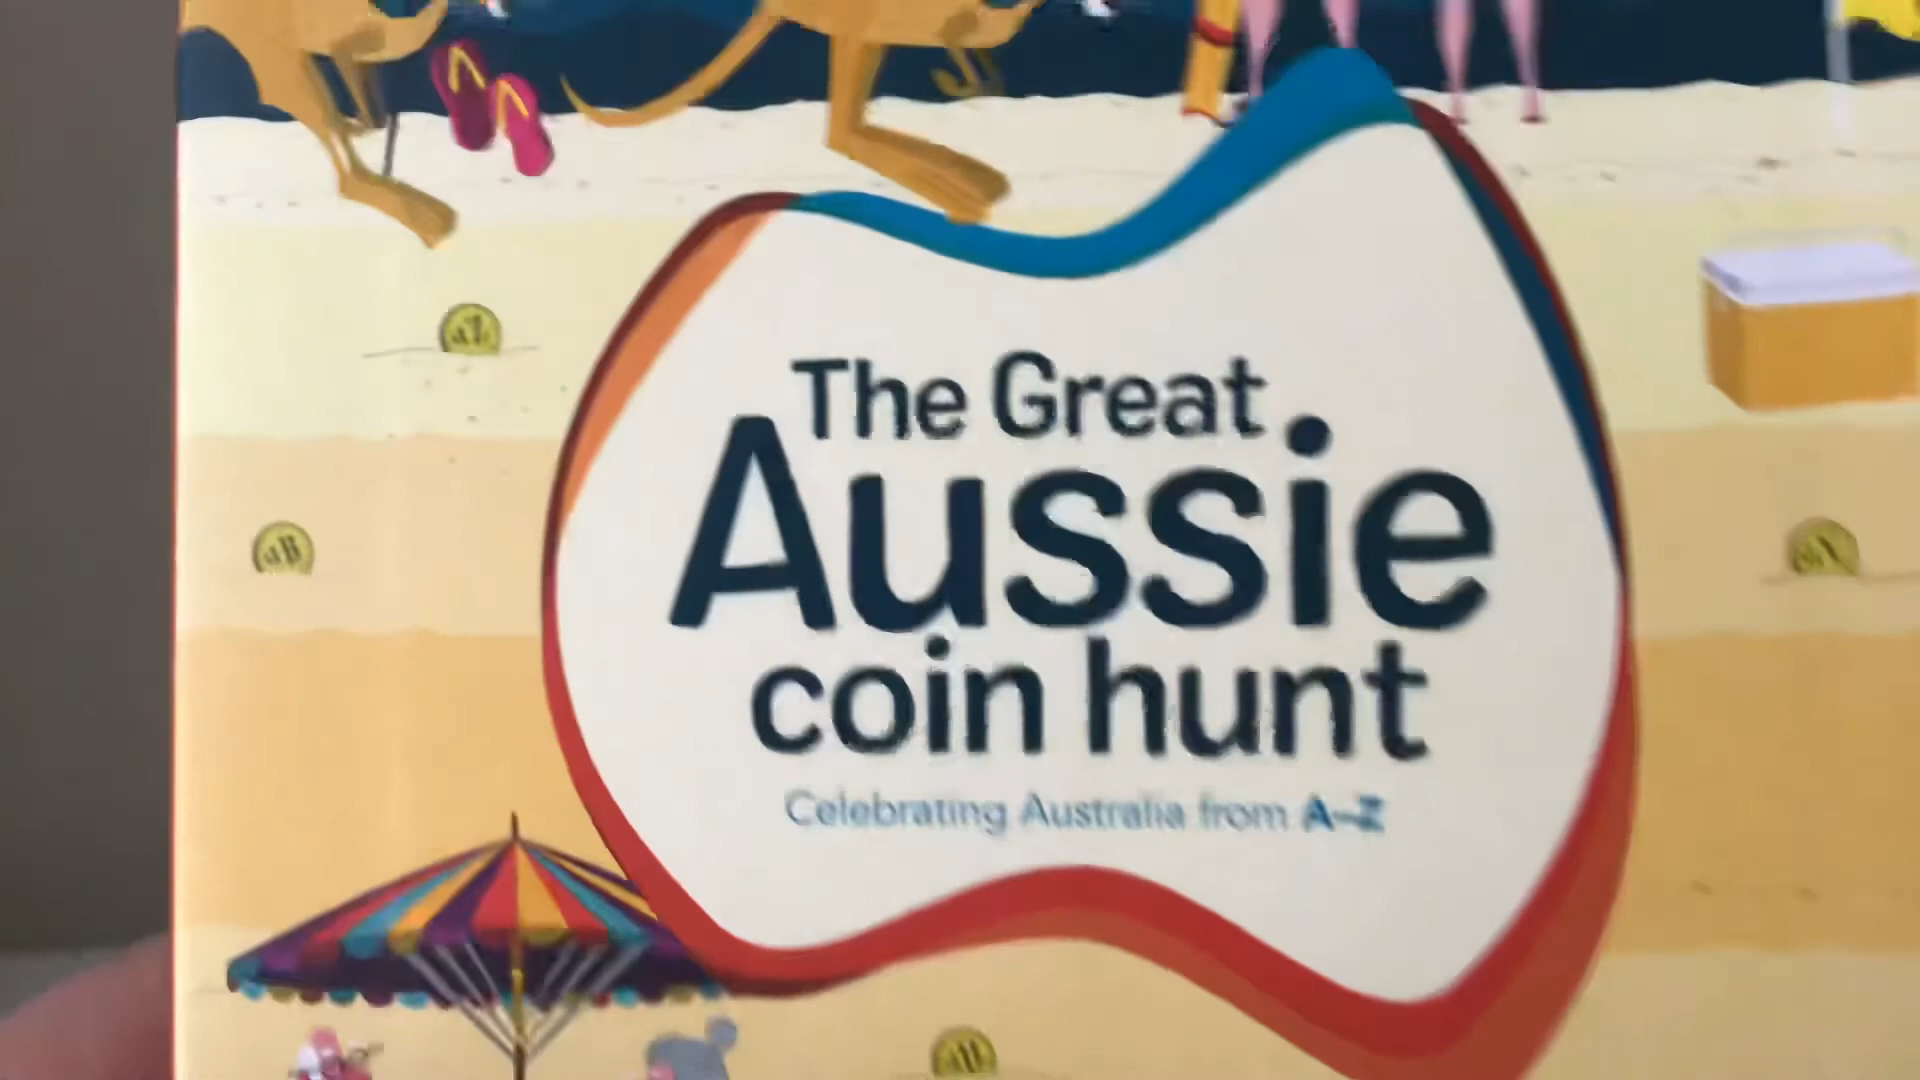 The Great
Aussie
coin hunt
Celebrating Australia from A–Z